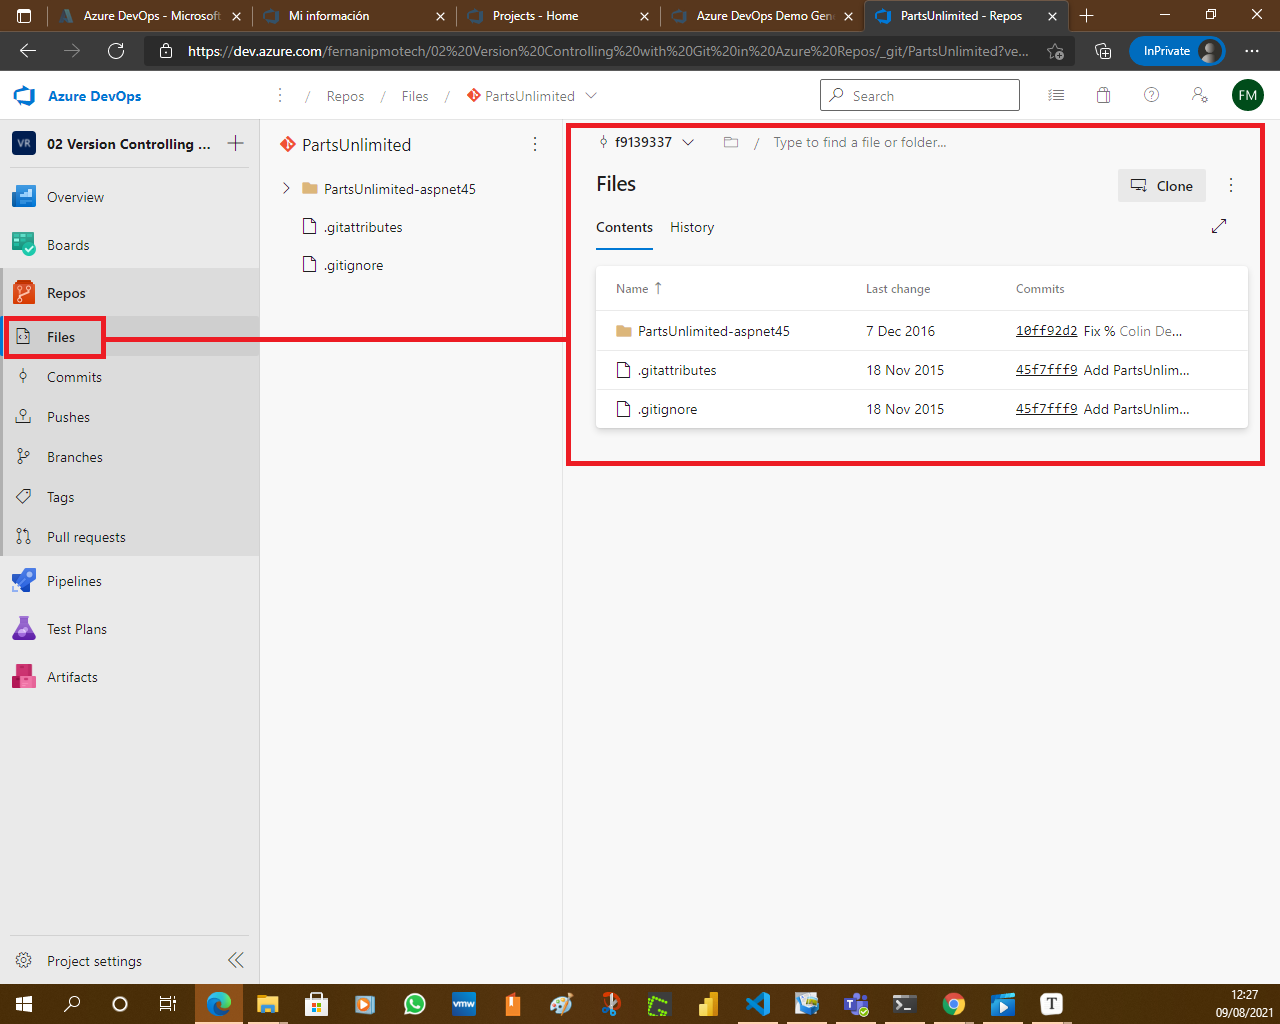 Azure DevOps - Microsoft
Mi información
Projects - Home
Azure DevOps Demo Gen
PartsUnlimited - Repos
https://dev.azure.com/fernanipmotech/02%20Version%20Controlling%20with%20Git%20in%20Azure%20Repos/_git/PartsUnlimited?ve...
InPrivate
Azure DevOps
/ Repos / Files / PartsUnlimited
Search
FM
VR
02 Version Controlling ...
Overview
Boards
Repos
Files
Commits
Pushes
Branches
Tags
Pull requests
Pipelines
Test Plans
Artifacts
Project settings
PartsUnlimited
PartsUnlimited-aspnet45
.gitattributes
.gitignore
f9139337
/ Type to find a file or folder...
Files
Clone
Contents History
Name Last change Commits
PartsUnlimited-aspnet45 7 Dec 2016 10ff92d2 Fix % Colin De...
.gitattributes 18 Nov 2015 45f7fff9 Add PartsUnlim...
.gitignore 18 Nov 2015 45f7fff9 Add PartsUnlim...
vmw
T
12:27
09/08/2021